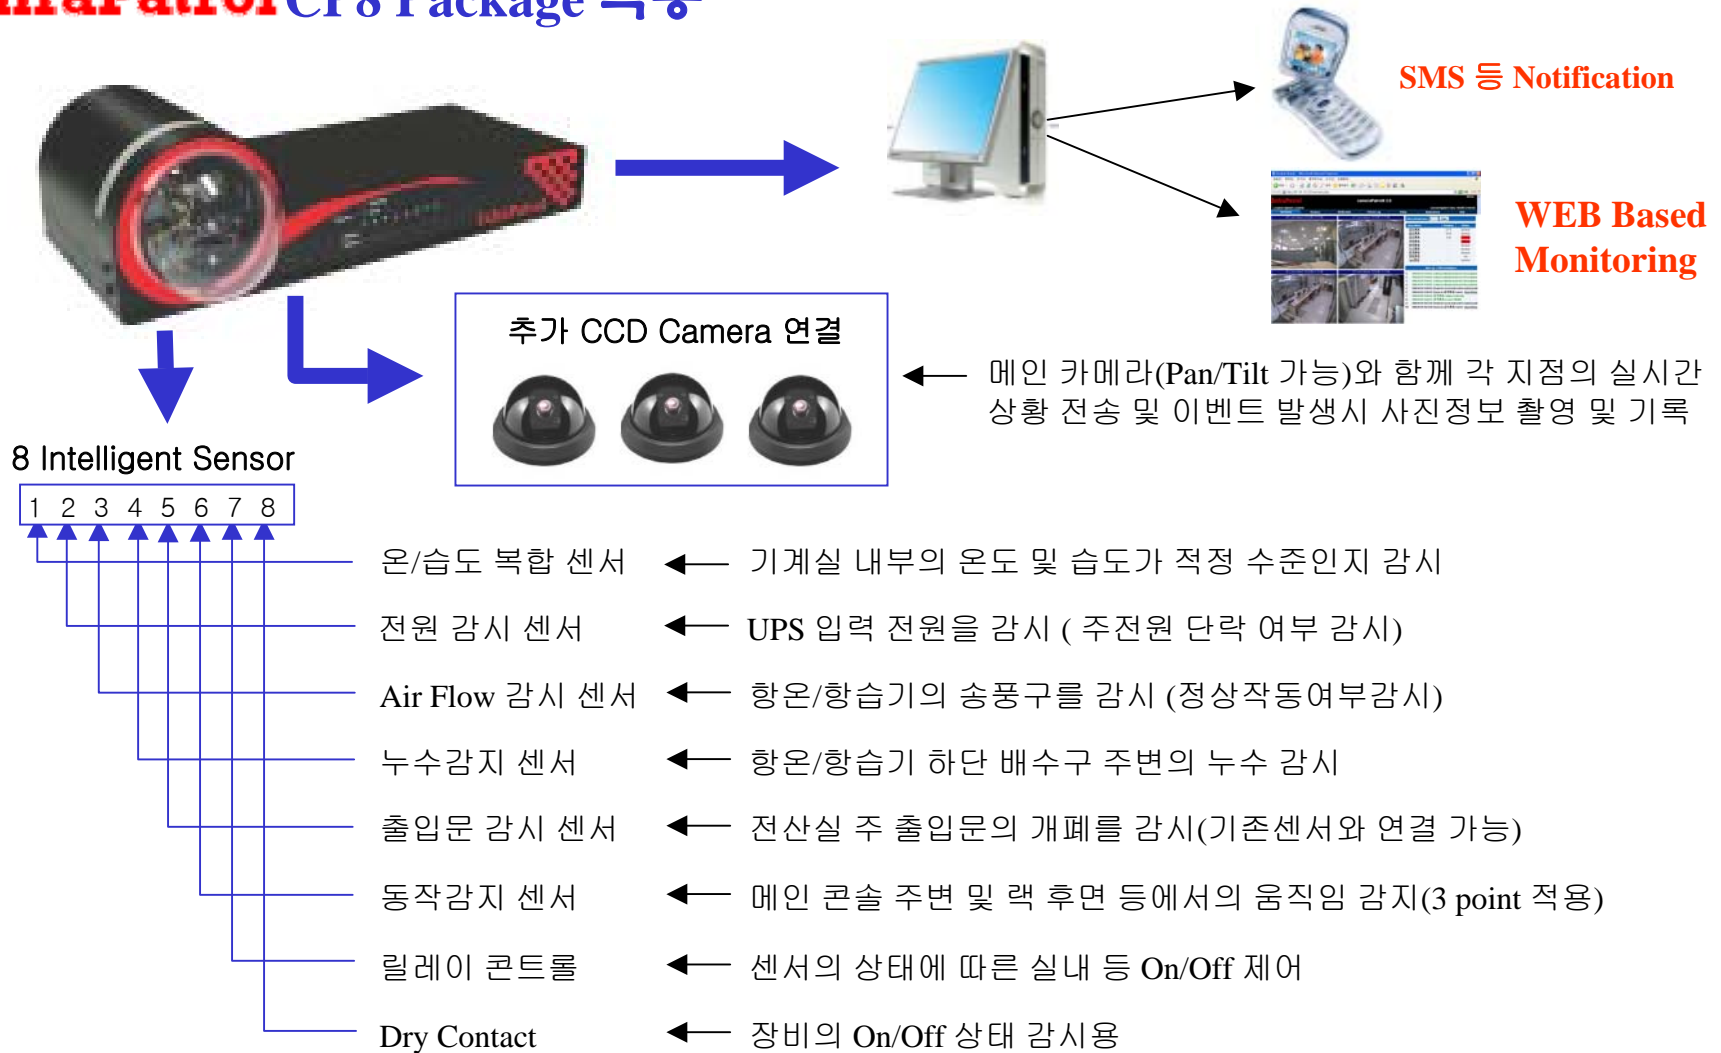 CP8 Package
SMS 등 Notification
WEB Based
Monitoring
추가 CCD Camera 연결
메인 카메라(Pan/Tilt 가능)와 함께 각 지점의 실시간
상황 전송 및 이벤트 발생시 사진정보 촬영 및 기록
8 Intelligent Sensor
1 2 3 4 5 6 7 8
온/습도 복합 센서 기계실 내부의 온도 및 습도가 적정 수준인지 감시
전원 감시 센서 UPS 입력 전원을 감시 ( 주전원 단락 여부 감시)
Air Flow 감시 센서 항온/항습기의 송풍구를 감시 (정상작동여부감시)
누수감지 센서 항온/항습기 하단 배수구 주변의 누수 감시
출입문 감시 센서 전산실 주 출입문의 개폐를 감시(기존센서와 연결 가능)
동작감지 센서 메인 콘솔 주변 및 랙 후면 등에서의 움직임 감지(3 point 적용)
릴레이 콘트롤 센서의 상태에 따른 실내 등 On/Off 제어
Dry Contact 장비의 On/Off 상태 감시용